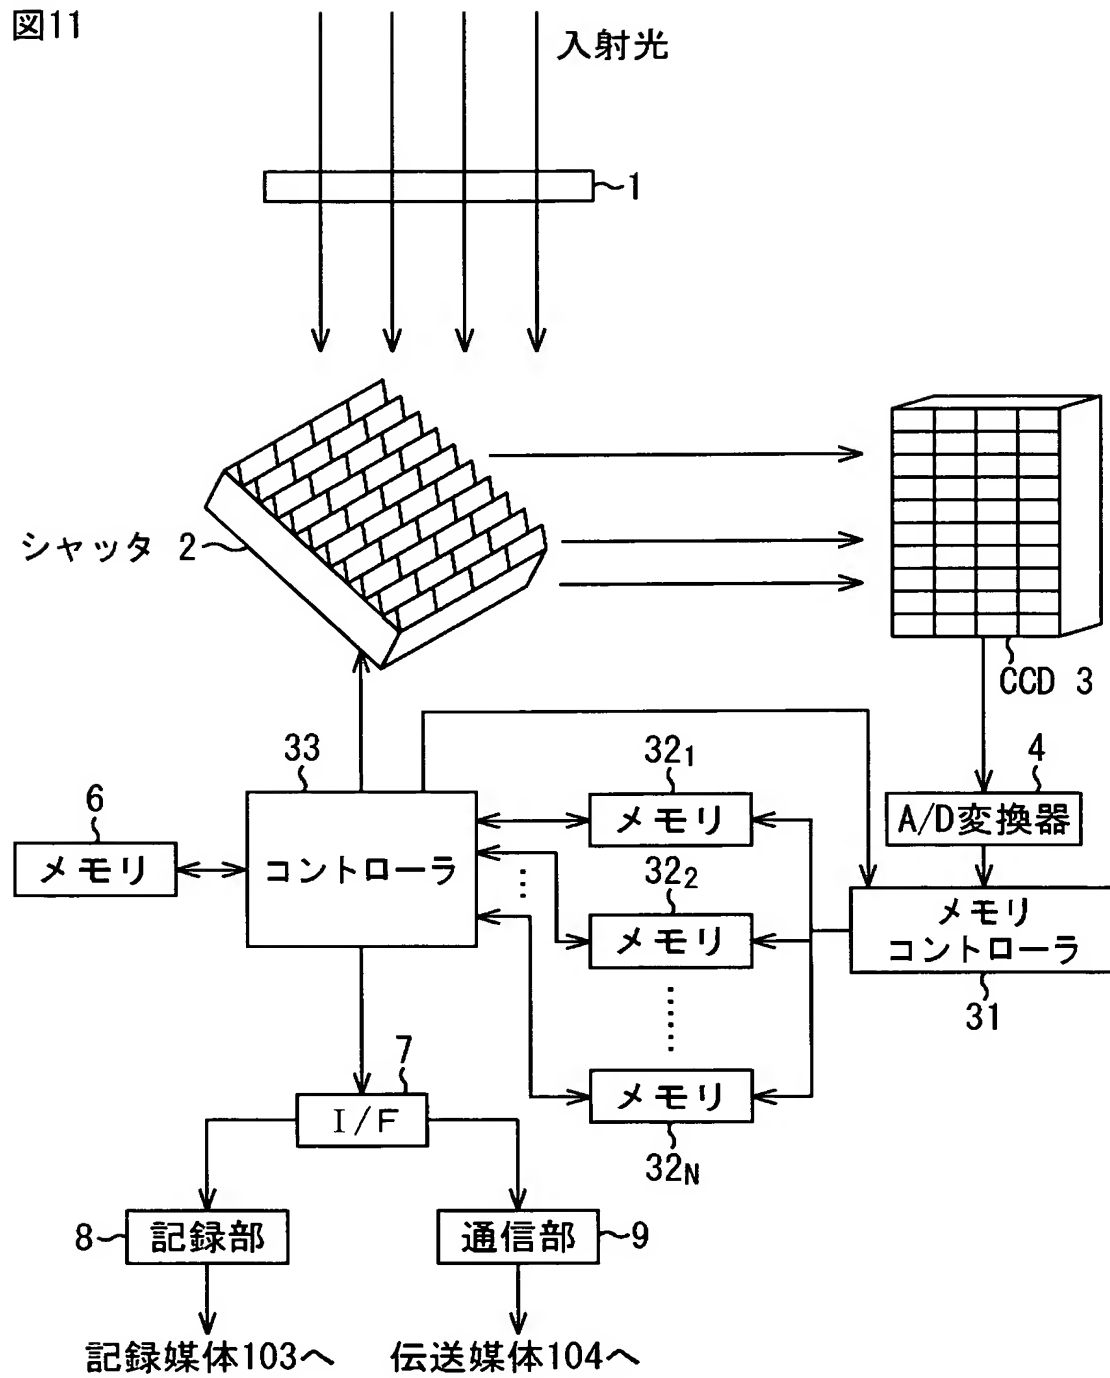 図11
入射光
1
シャッタ 2
CCD 3
33
32₁
4
6
メモリ
A/D変換器
メモリ
コントローラ
32₂
メモリ
メモリ
コントローラ
31
7
メモリ
I/F
32N
8
記録部
通信部
9
記録媒体103へ
伝送媒体104へ